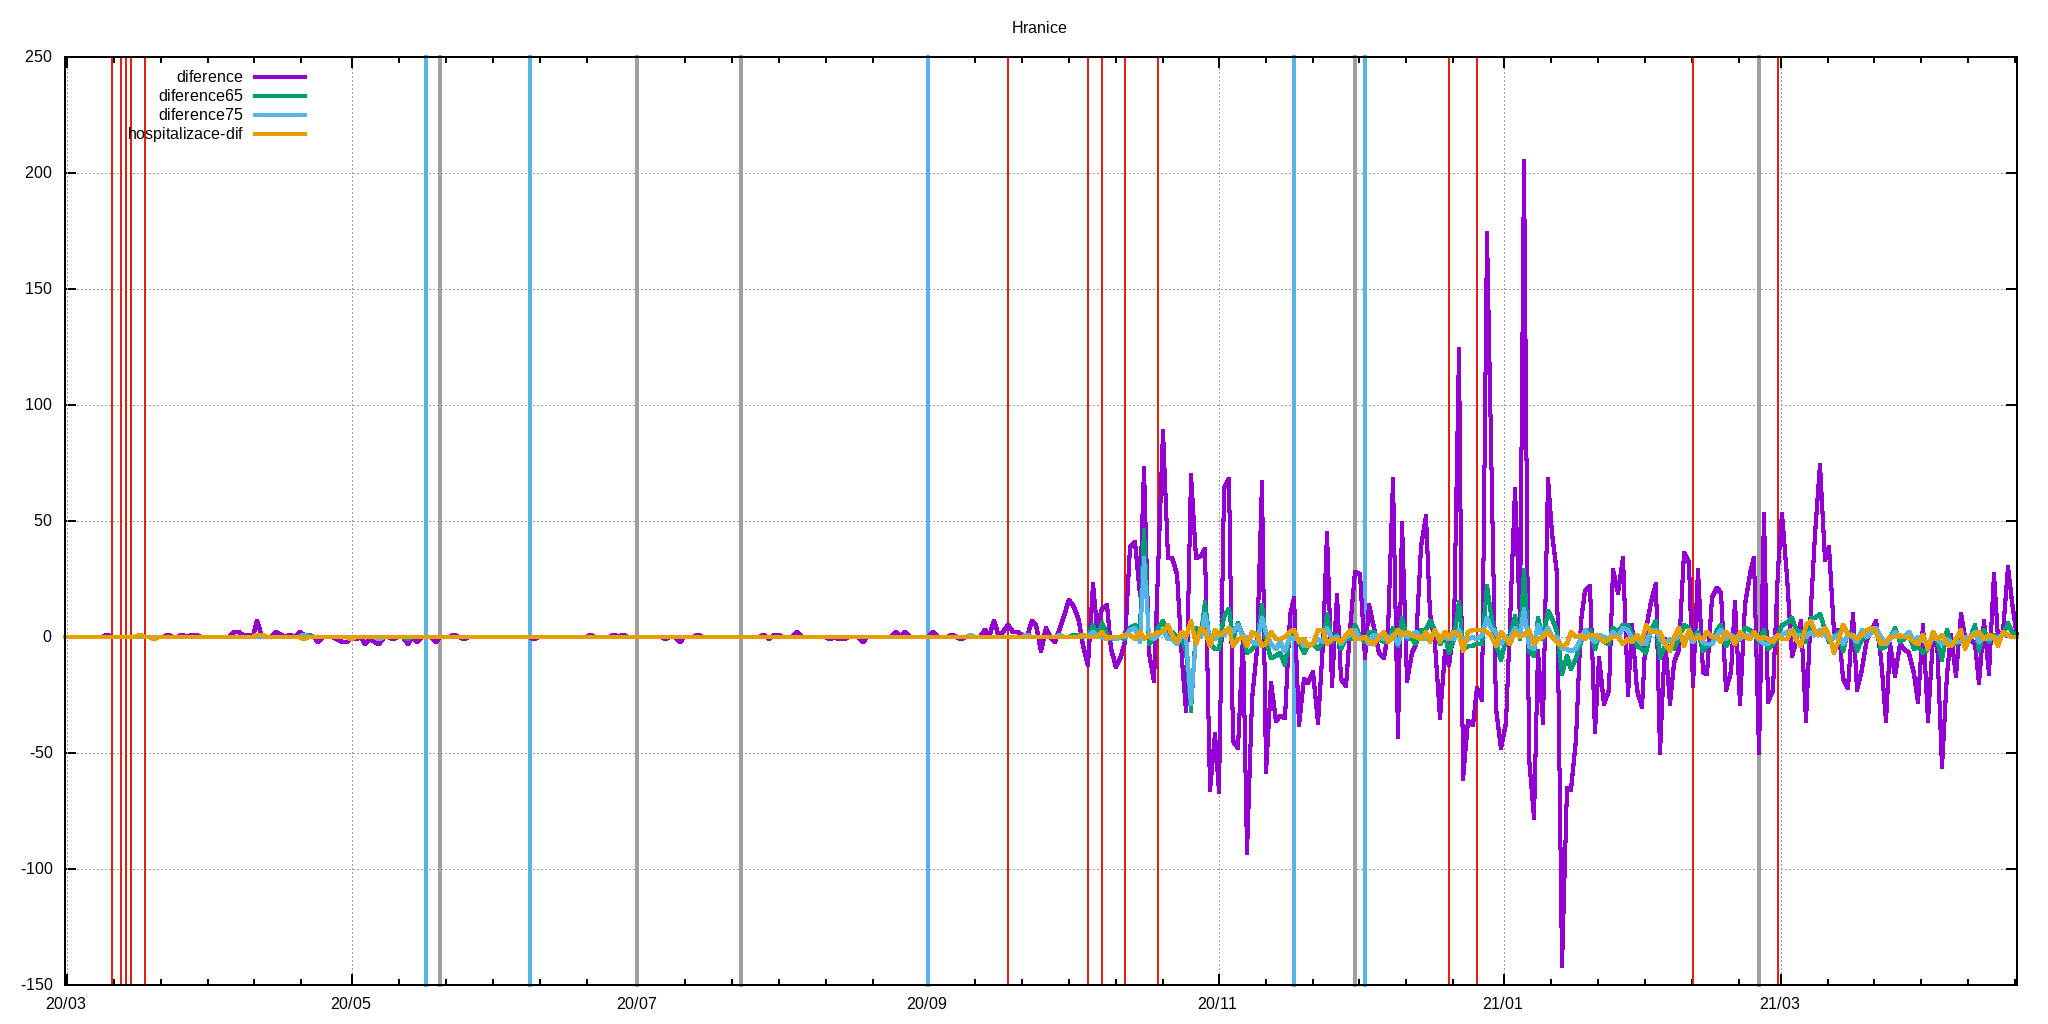 Hranice
250
200
150
100
50
0
-50
-100
-150
diference
diference65
diference75
hospitalizace-dif
20/03 20/05 20/07 20/09 20/11 21/01 21/03